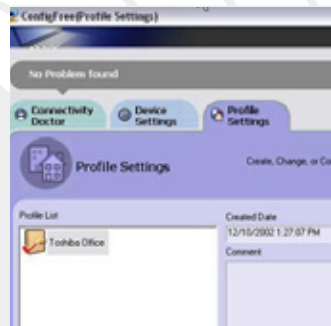 ConfigFree(Profile Settings)
No Problem found
Connectivity Doctor
Device Settings
Profile Settings
Profile Settings
Create, Change, or Co
Profile List
Created Date
Toshiba Office
12/10/2002 1:27:07 PM
Comment